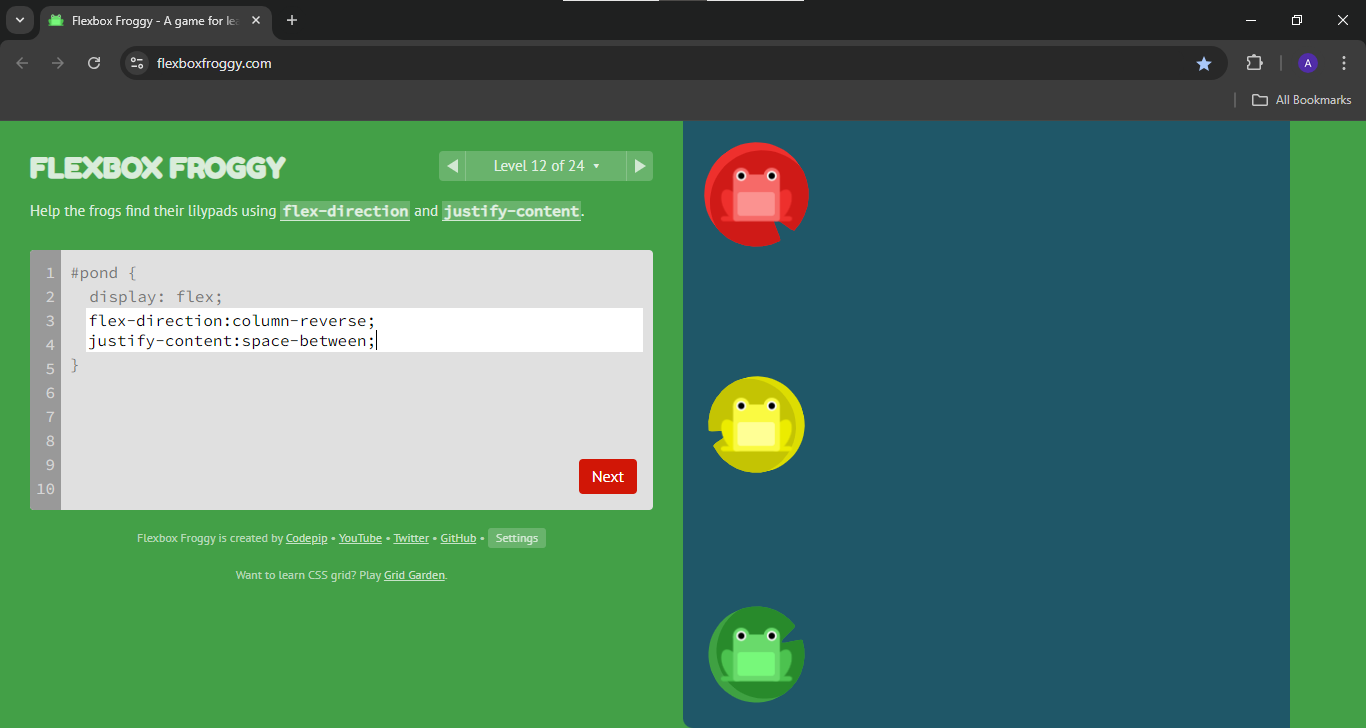 Flexbox Froggy - A game for le
flexboxfroggy.com
A
All Bookmarks
FLEXBOX FROGGY
Level 12 of 24
Help the frogs find their lilypads using flex-direction and justify-content.
1 #pond {
2 display: flex;
3 flex-direction:column-reverse;
4 justify-content:space-between;
5 }
6
7
8
9
10
Next
Flexbox Froggy is created by Codepip • YouTube • Twitter • GitHub • Settings
Want to learn CSS grid? Play Grid Garden.